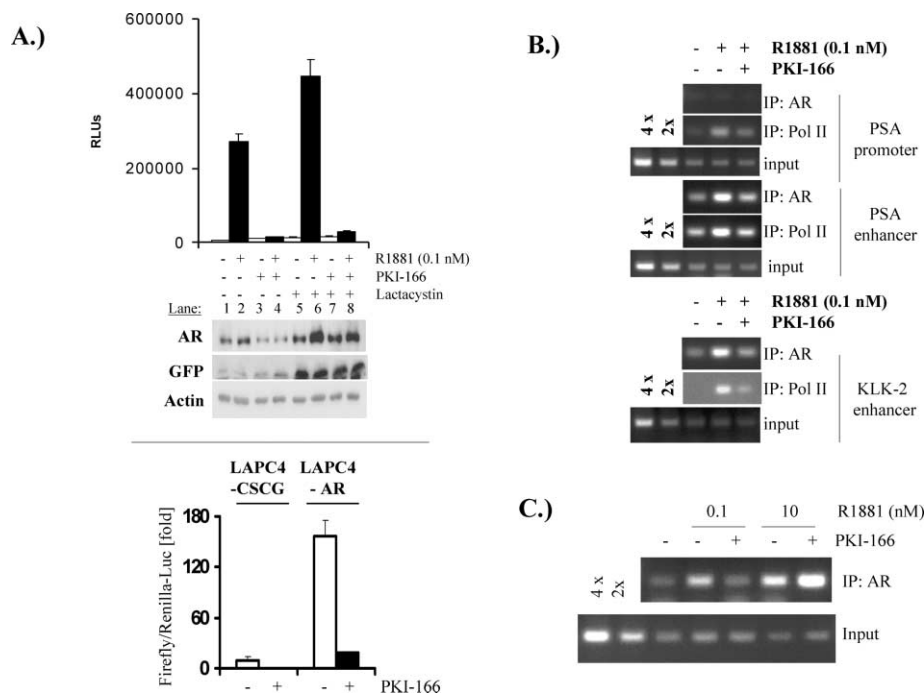 A.)
600000
400000
200000
0
RLUs
- + - + - + - + R1881 (0.1 nM)
- - + + - - + + PKI-166
+ + + + Lactacystin
Lane: 1 2 3 4 5 6 7 8
AR
GFP
Actin
LAPC4 LAPC4
-CSCG - AR
Firefly/Renilla-Luc [fold]
180
120
60
0
- + - + PKI-166
B.)
- + + R1881 (0.1 nM)
- - + PKI-166
IP: AR
4 x 2x IP: Pol II
input
PSA
promoter
IP: AR
4 x 2x IP: Pol II
input
PSA
enhancer
- + + R1881 (0.1 nM)
- - + PKI-166
IP: AR
4 x 2x IP: Pol II
input
KLK-2
enhancer
C.)
0.1 10 R1881 (nM)
- - + - + PKI-166
4 x 2x IP: AR
Input